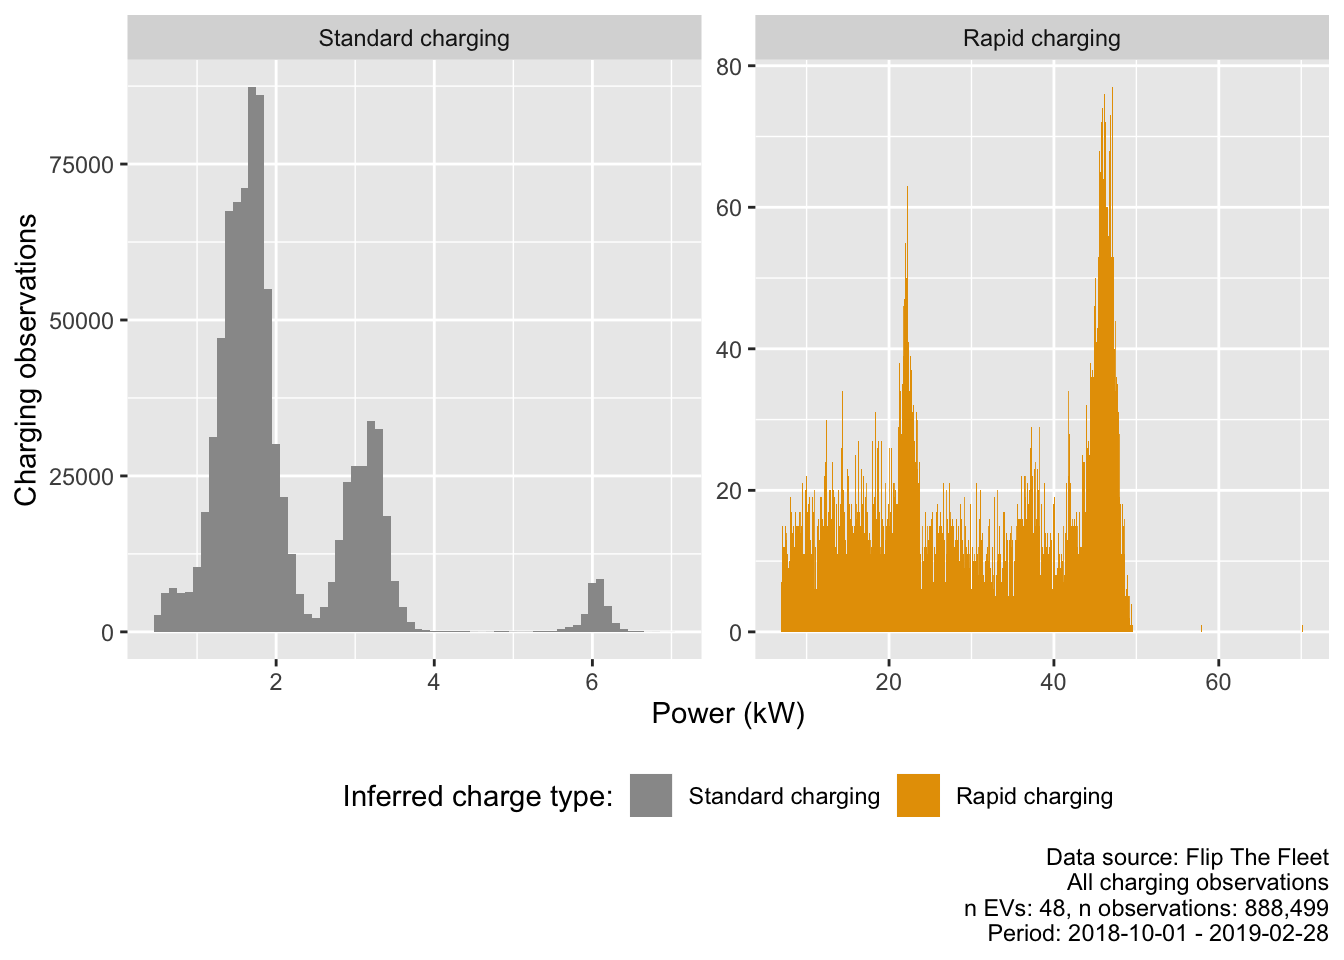 Standard charging
Rapid charging
Charging observations
75000
50000
25000
0
80
60
40
20
0
2
4
6
20
40
60
Power (kW)
Inferred charge type:
Standard charging
Rapid charging
Data source: Flip The Fleet
All charging observations
n EVs: 48, n observations: 888,499
Period: 2018-10-01 - 2019-02-28